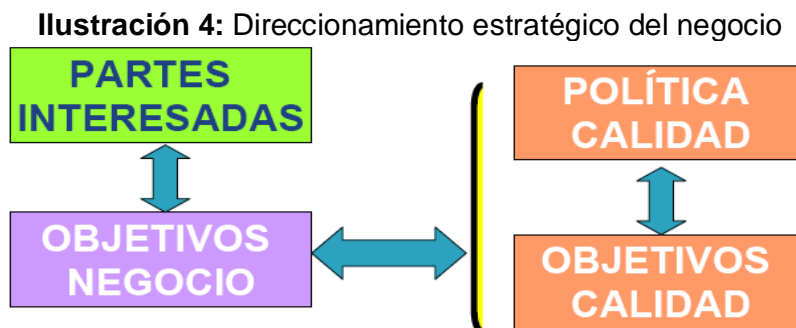 Ilustración 4: Direccionamiento estratégico del negocio
PARTES
INTERESADAS
OBJETIVOS
NEGOCIO
POLÍTICA
CALIDAD
OBJETIVOS
CALIDAD